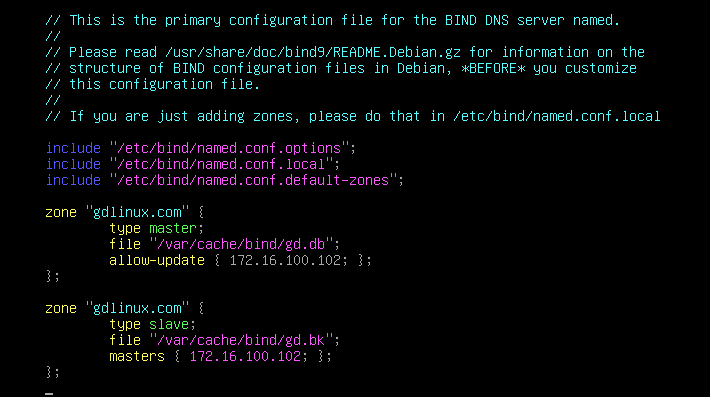 // This is the primary configuration file for the BIND DNS server named.
//
// Please read /usr/share/doc/bind9/README.Debian.gz for information on the
// structure of BIND configuration files in Debian, *BEFORE* you customize
// this configuration file.
//
// If you are just adding zones, please do that in /etc/bind/named.conf.local
include "/etc/bind/named.conf.options";
include "/etc/bind/named.conf.local";
include "/etc/bind/named.conf.default-zones";
zone "gdlinux.com" {
type master;
file "/var/cache/bind/gd.db";
allow-update { 172.16.100.102; };
};
zone "gdlinux.com" {
type slave;
file "/var/cache/bind/gd.bk";
masters { 172.16.100.102; };
};